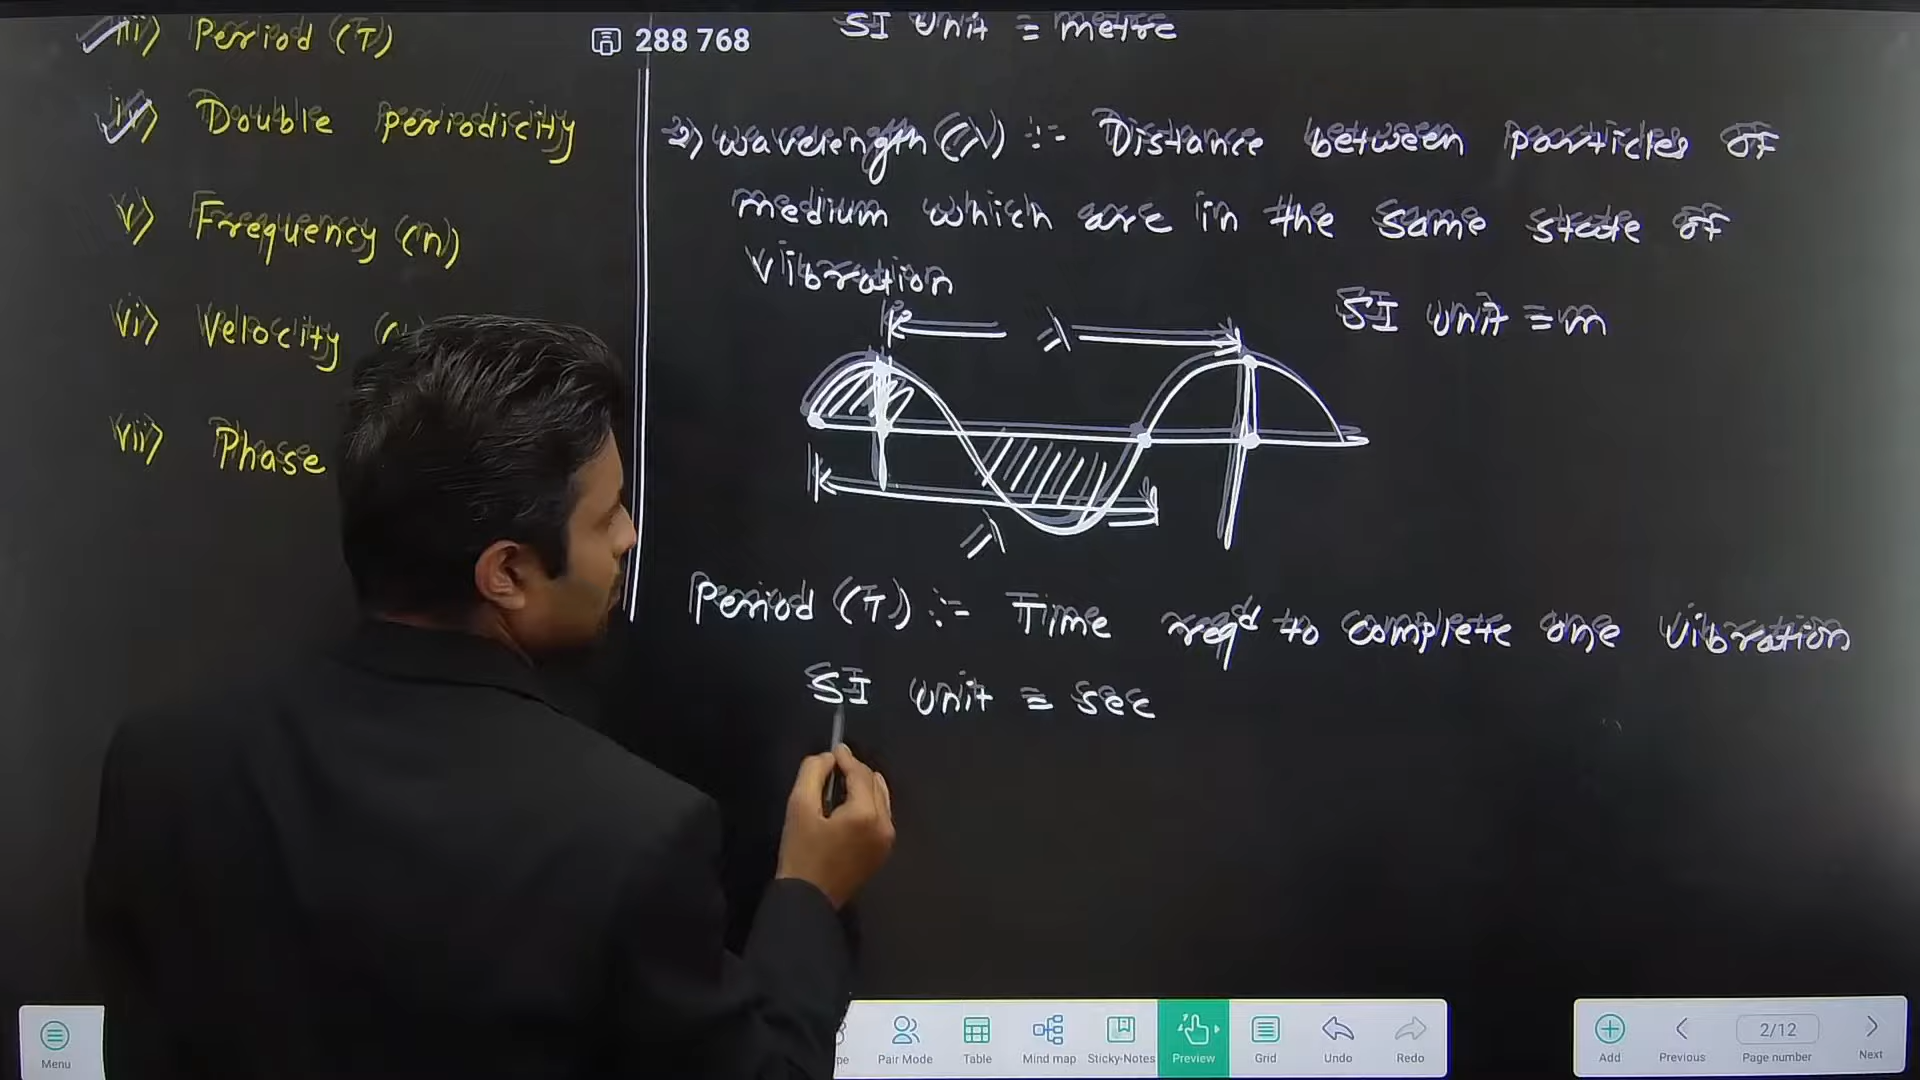 iii) Period (T)
iv) Double periodicity
v) Frequency (n)
vi) Velocity (
vii) Phase
288 768
SI unit = metre
2) wavelength (λ) :- Distance between particles of
medium which are in the same state of
vibration
SI unit = m
λ
λ
Period (T) :- Time reqd to complete one vibration
SI unit = sec
Menu
pe
Pair Mode
Table
Mind map
Sticky-Notes
Preview
Grid
Undo
Redo
Add
Previous
2/12
Page number
Next